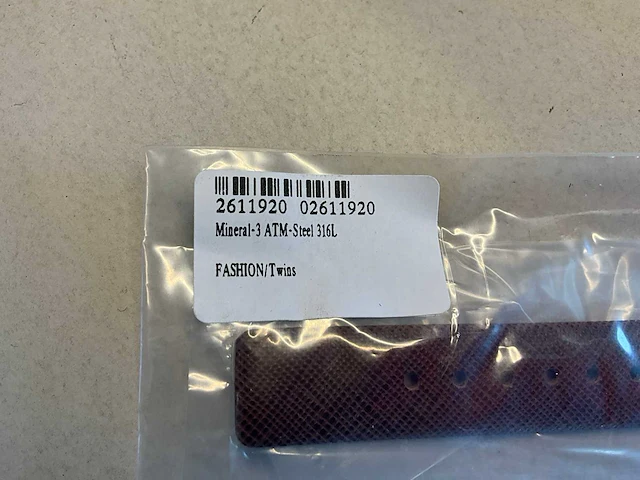 2611920 02611920
Mineral-3 ATM-Steel 316L
FASHION/Twins